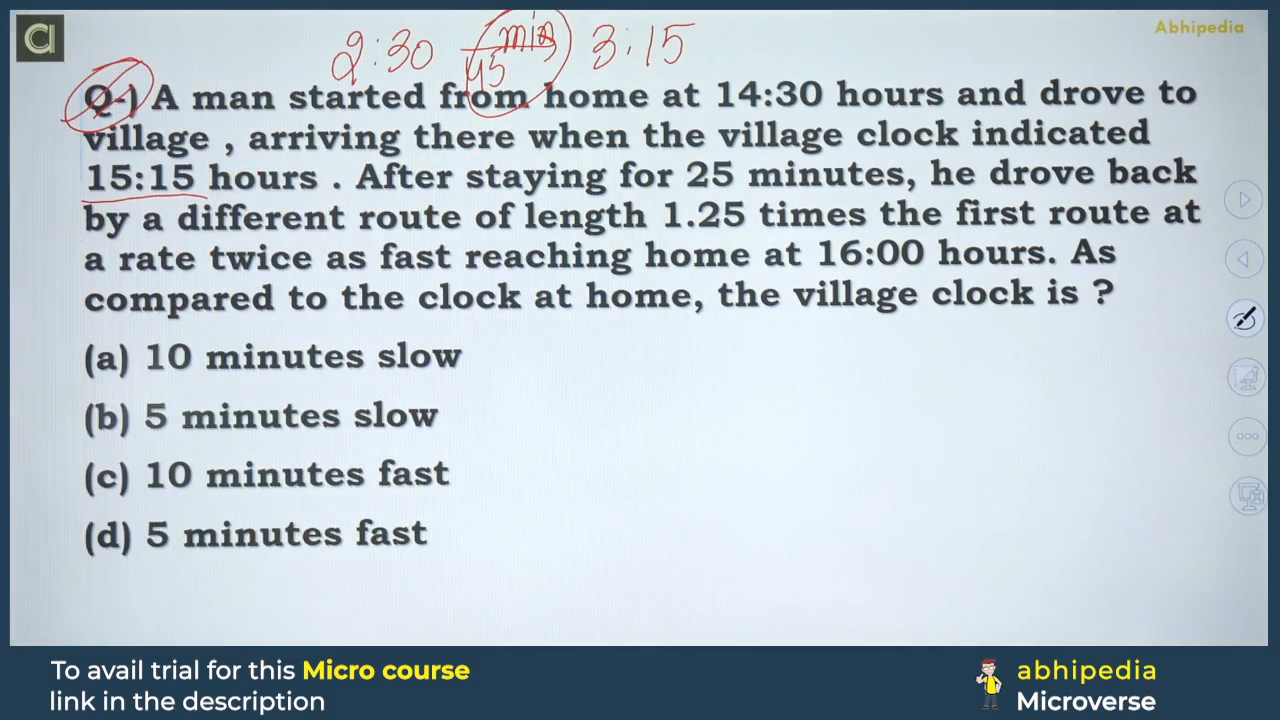 Abhipedia
2:30 45 min 3:15
Q-) A man started from home at 14:30 hours and drove to
village , arriving there when the village clock indicated
15:15 hours . After staying for 25 minutes, he drove back
by a different route of length 1.25 times the first route at
a rate twice as fast reaching home at 16:00 hours. As
compared to the clock at home, the village clock is ?
(a) 10 minutes slow
(b) 5 minutes slow
(c) 10 minutes fast
(d) 5 minutes fast
To avail trial for this Micro course
link in the description
abhipedia
Microverse